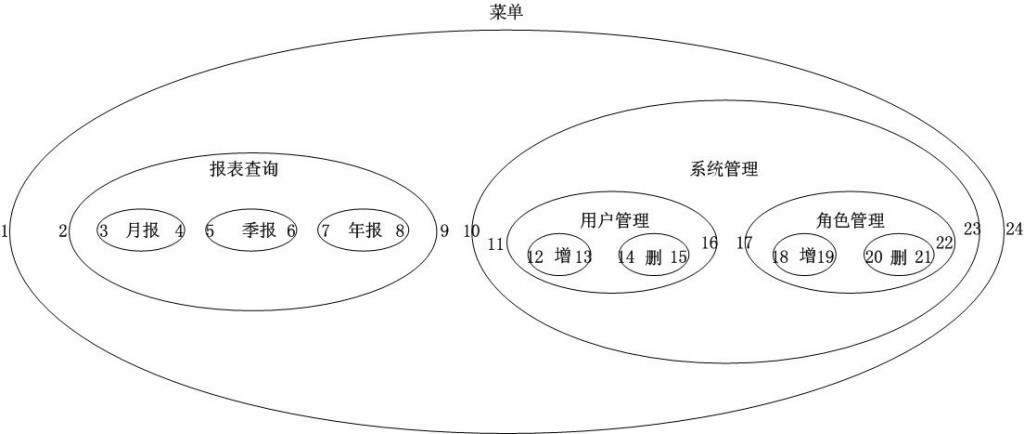 菜单
报表查询
系统管理
用户管理
角色管理
1 2 3 月报 4 5 季报 6 7 年报 8 9 10 11 16 17 22 23 24
12 增 13 14 删 15 18 增 19 20 删 21